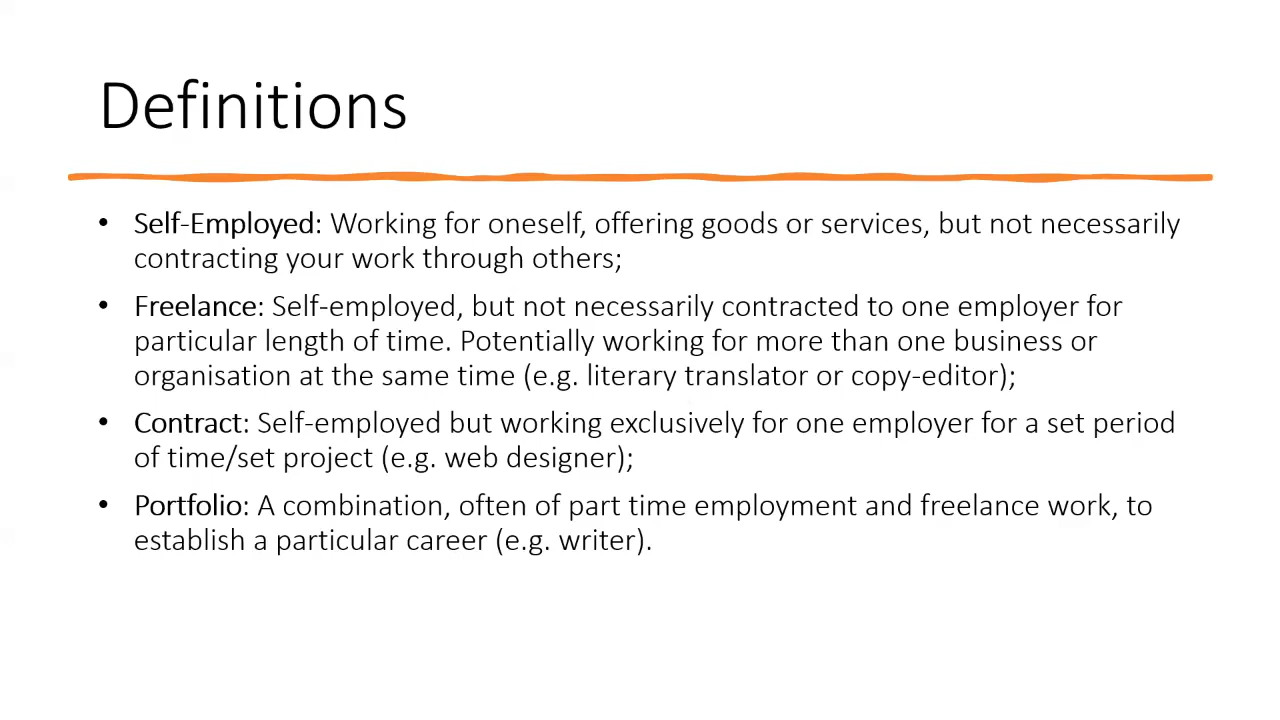 Definitions
• Self-Employed: Working for oneself, offering goods or services, but not necessarily
contracting your work through others;
• Freelance: Self-employed, but not necessarily contracted to one employer for
particular length of time. Potentially working for more than one business or
organisation at the same time (e.g. literary translator or copy-editor);
• Contract: Self-employed but working exclusively for one employer for a set period
of time/set project (e.g. web designer);
• Portfolio: A combination, often of part time employment and freelance work, to
establish a particular career (e.g. writer).